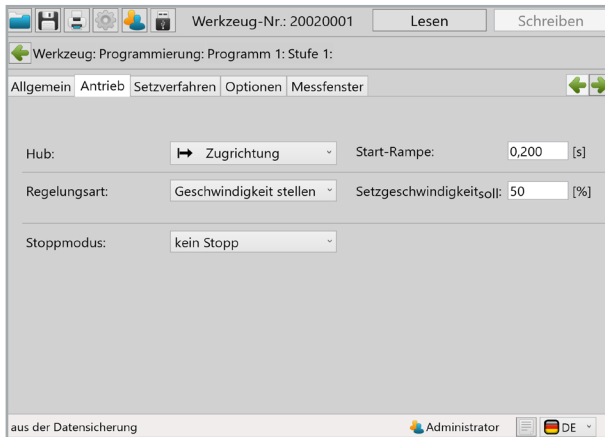 Werkzeug-Nr.: 20020001 Lesen Schreiben
Werkzeug: Programmierung: Programm 1: Stufe 1:
Allgemein Antrieb Setzverfahren Optionen Messfenster
Hub: Zugrichtung Start-Rampe: 0,200 [s]
Regelungsart: Geschwindigkeit stellen Setzgeschwindigkeitsoll: 50 [%]
Stoppmodus: kein Stopp
aus der Datensicherung Administrator DE